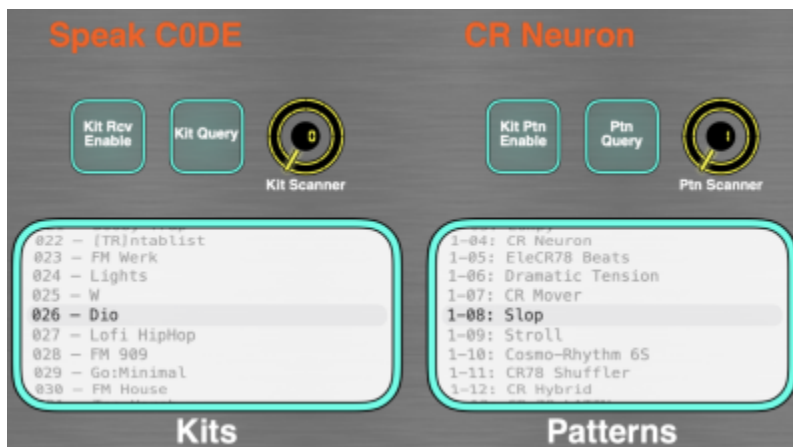 Speak C0DE
Kit Rcv
Enable
Kit Query
0
Kit Scanner
022 – [TR]ntablist
023 – FM Werk
024 – Lights
025 – W
026 – Dio
027 – Lofi HipHop
028 – FM 909
029 – Go:Minimal
030 – FM House
Kits
CR Neuron
Kit Ptn
Enable
Ptn
Query
1
Ptn Scanner
1-04: CR Neuron
1-05: EleCR78 Beats
1-06: Dramatic Tension
1-07: CR Mover
1-08: Slop
1-09: Stroll
1-10: Cosmo-Rhythm 6S
1-11: CR78 Shuffler
1-12: CR Hybrid
Patterns